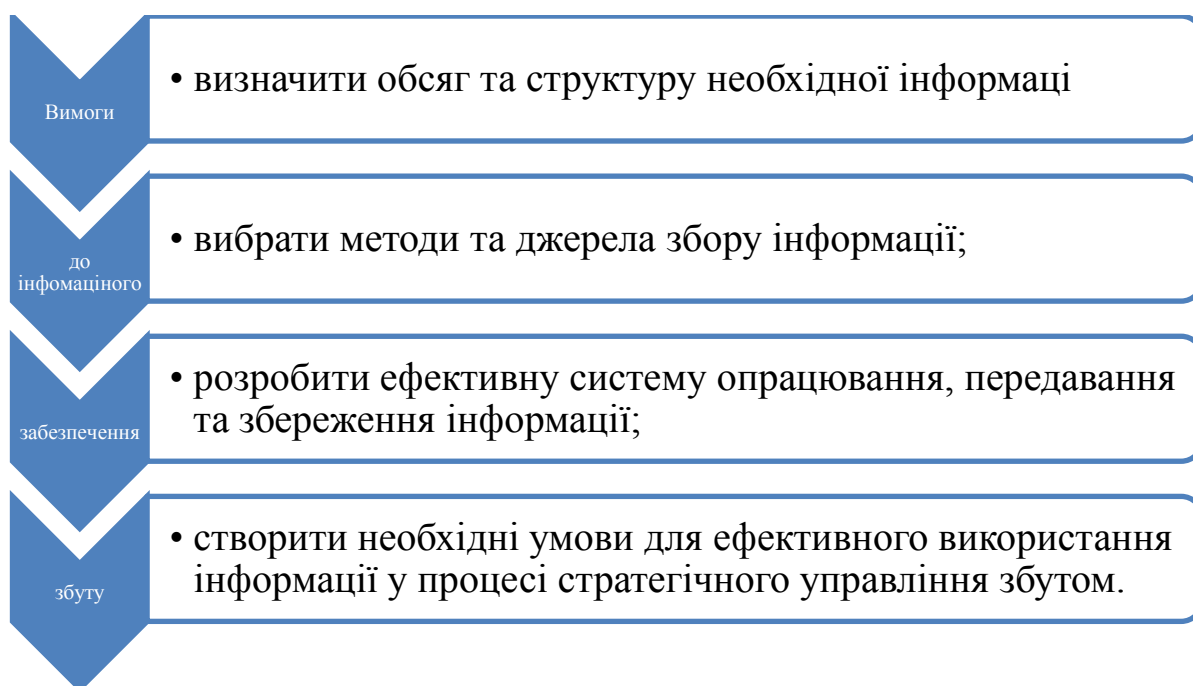 Вимоги
• визначити обсяг та структуру необхідної інформаці
до
інфомаціного
• вибрати методи та джерела збору інформації;
забезпечення
• розробити ефективну систему опрацювання, передавання
та збереження інформації;
збуту
• створити необхідні умови для ефективного використання
інформації у процесі стратегічного управління збутом.